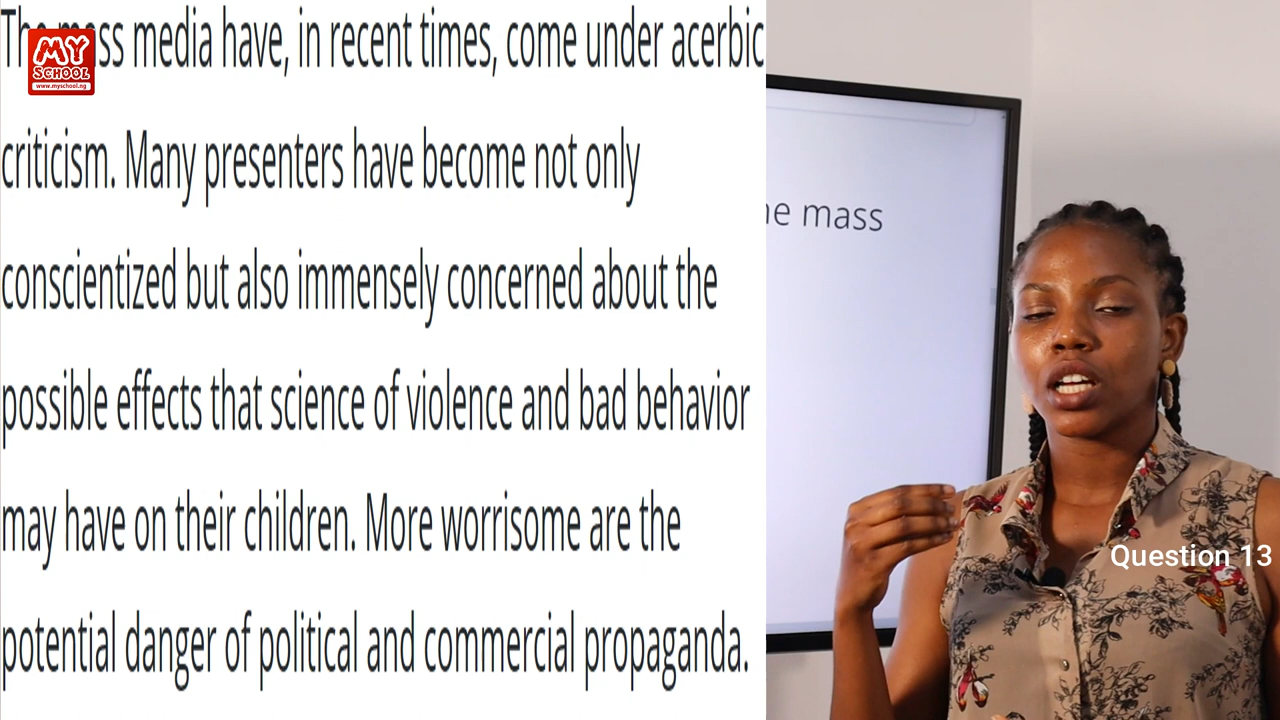 The mass media have, in recent times, come under acerbic
criticism. Many presenters have become not only
conscientized but also immensely concerned about the
possible effects that science of violence and bad behavior
may have on their children. More worrisome are the
potential danger of political and commercial propaganda.
MY
SCHOOL
www.myschool.ng
he mass
Question 13